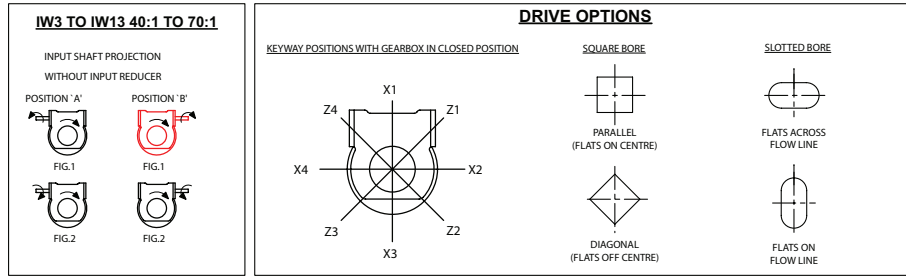 IW3 TO IW13 40:1 TO 70:1
INPUT SHAFT PROJECTION
WITHOUT INPUT REDUCER
POSITION `A'
POSITION `B'
FIG.1
FIG.1
FIG.2
FIG.2
DRIVE OPTIONS
KEYWAY POSITIONS WITH GEARBOX IN CLOSED POSITION
X1
Z4
Z1
X4
X2
Z3
Z2
X3
SQUARE BORE
PARALLEL
(FLATS ON CENTRE)
DIAGONAL
(FLATS OFF CENTRE)
SLOTTED BORE
FLATS ACROSS
FLOW LINE
FLATS ON
FLOW LINE